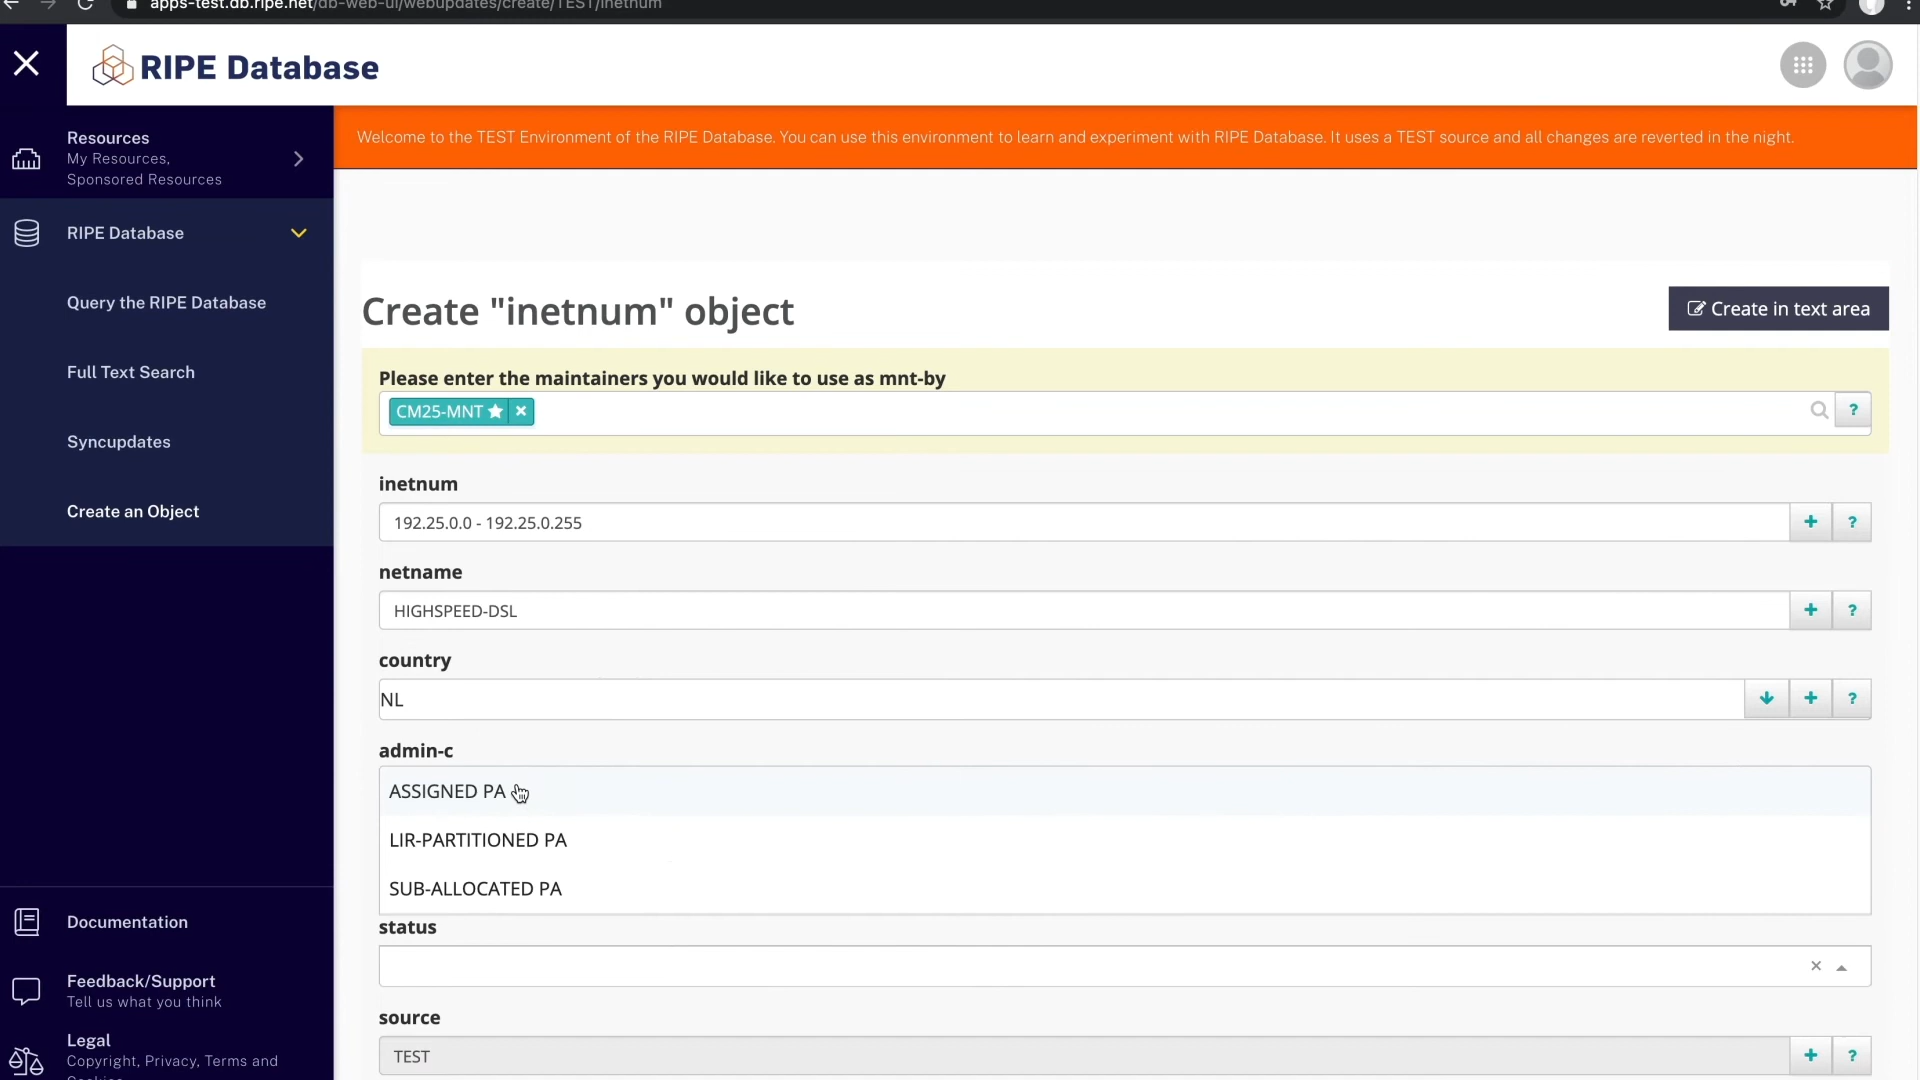 apps-test.db.ripe.net/db-web-ui/webupdates/create/TEST/inetnum
RIPE Database
Resources
My Resources,
Sponsored Resources
Welcome to the TEST Environment of the RIPE Database. You can use this environment to learn and experiment with RIPE Database. It uses a TEST source and all changes are reverted in the night.
RIPE Database
Query the RIPE Database
Full Text Search
Syncupdates
Create an Object
Create "inetnum" object
Create in text area
Please enter the maintainers you would like to use as mnt-by
CM25-MNT
?
inetnum
192.25.0.0 - 192.25.0.255
+ ?
netname
HIGHSPEED-DSL
+ ?
country
NL
+ ?
admin-c
ASSIGNED PA
LIR-PARTITIONED PA
SUB-ALLOCATED PA
status
source
TEST
+ ?
Documentation
Feedback/Support
Tell us what you think
Legal
Copyright, Privacy, Terms and